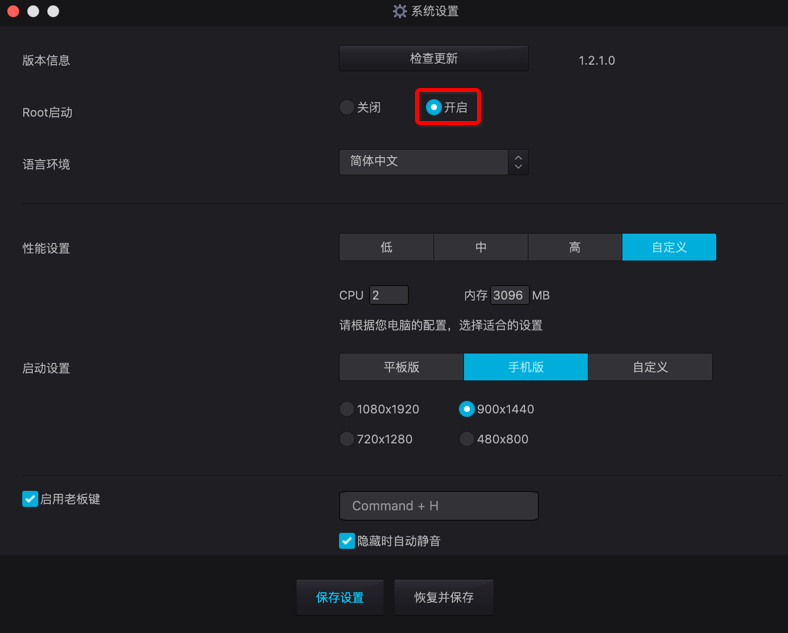 系统设置
版本信息 检查更新 1.2.1.0
Root启动 关闭 开启
语言环境 简体中文
性能设置 低 中 高 自定义
CPU 2 内存 3096 MB
请根据您电脑的配置，选择适合的设置
启动设置 平板版 手机版 自定义
1080x1920 900x1440
720x1280 480x800
启用老板键 Command + H
隐藏时自动静音
保存设置 恢复并保存